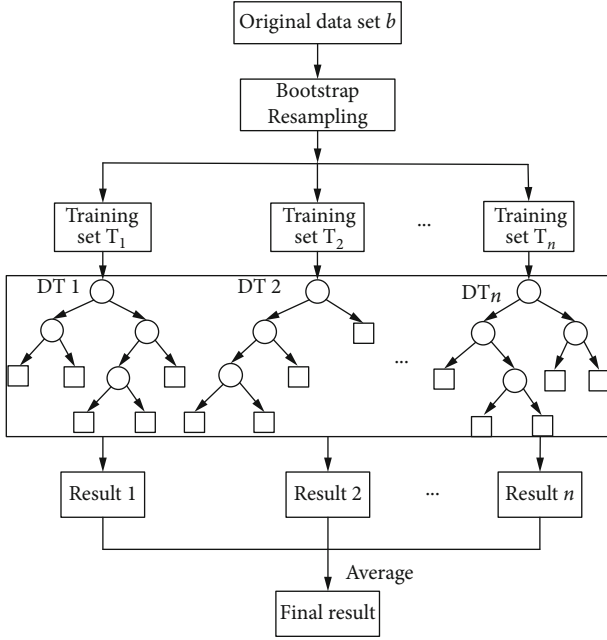 Original data set b
Bootstrap
Resampling
Training
set T₁
Training
set T₂
...
Training
set Tₙ
DT 1
DT 2
DTₙ
...
Result 1
Result 2
...
Result n
Average
Final result